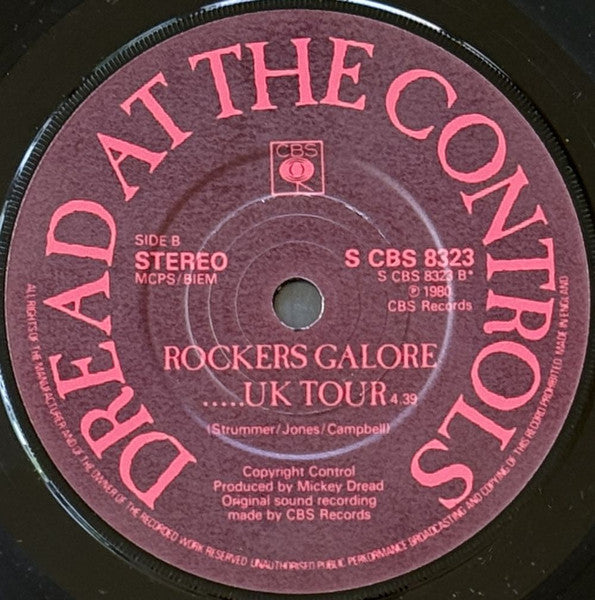 DREAD AT THE CONTROLS
CBS
SIDE B
STEREO
MCPS/BIEM
S CBS 8323
S CBS 8323 B*
℗ 1980
CBS Records
ROCKERS GALORE
.....UK TOUR 4.39
(Strummer/Jones/Campbell)
Copyright Control
Produced by Mickey Dread
Original sound recording
made by CBS Records
ALL RIGHTS OF THE MANUFACTURER AND OF THE OWNER OF THE RECORDED WORK RESERVED. UNAUTHORISED PUBLIC PERFORMANCE BROADCASTING AND COPYING OF THIS RECORD PROHIBITED MADE IN ENGLAND